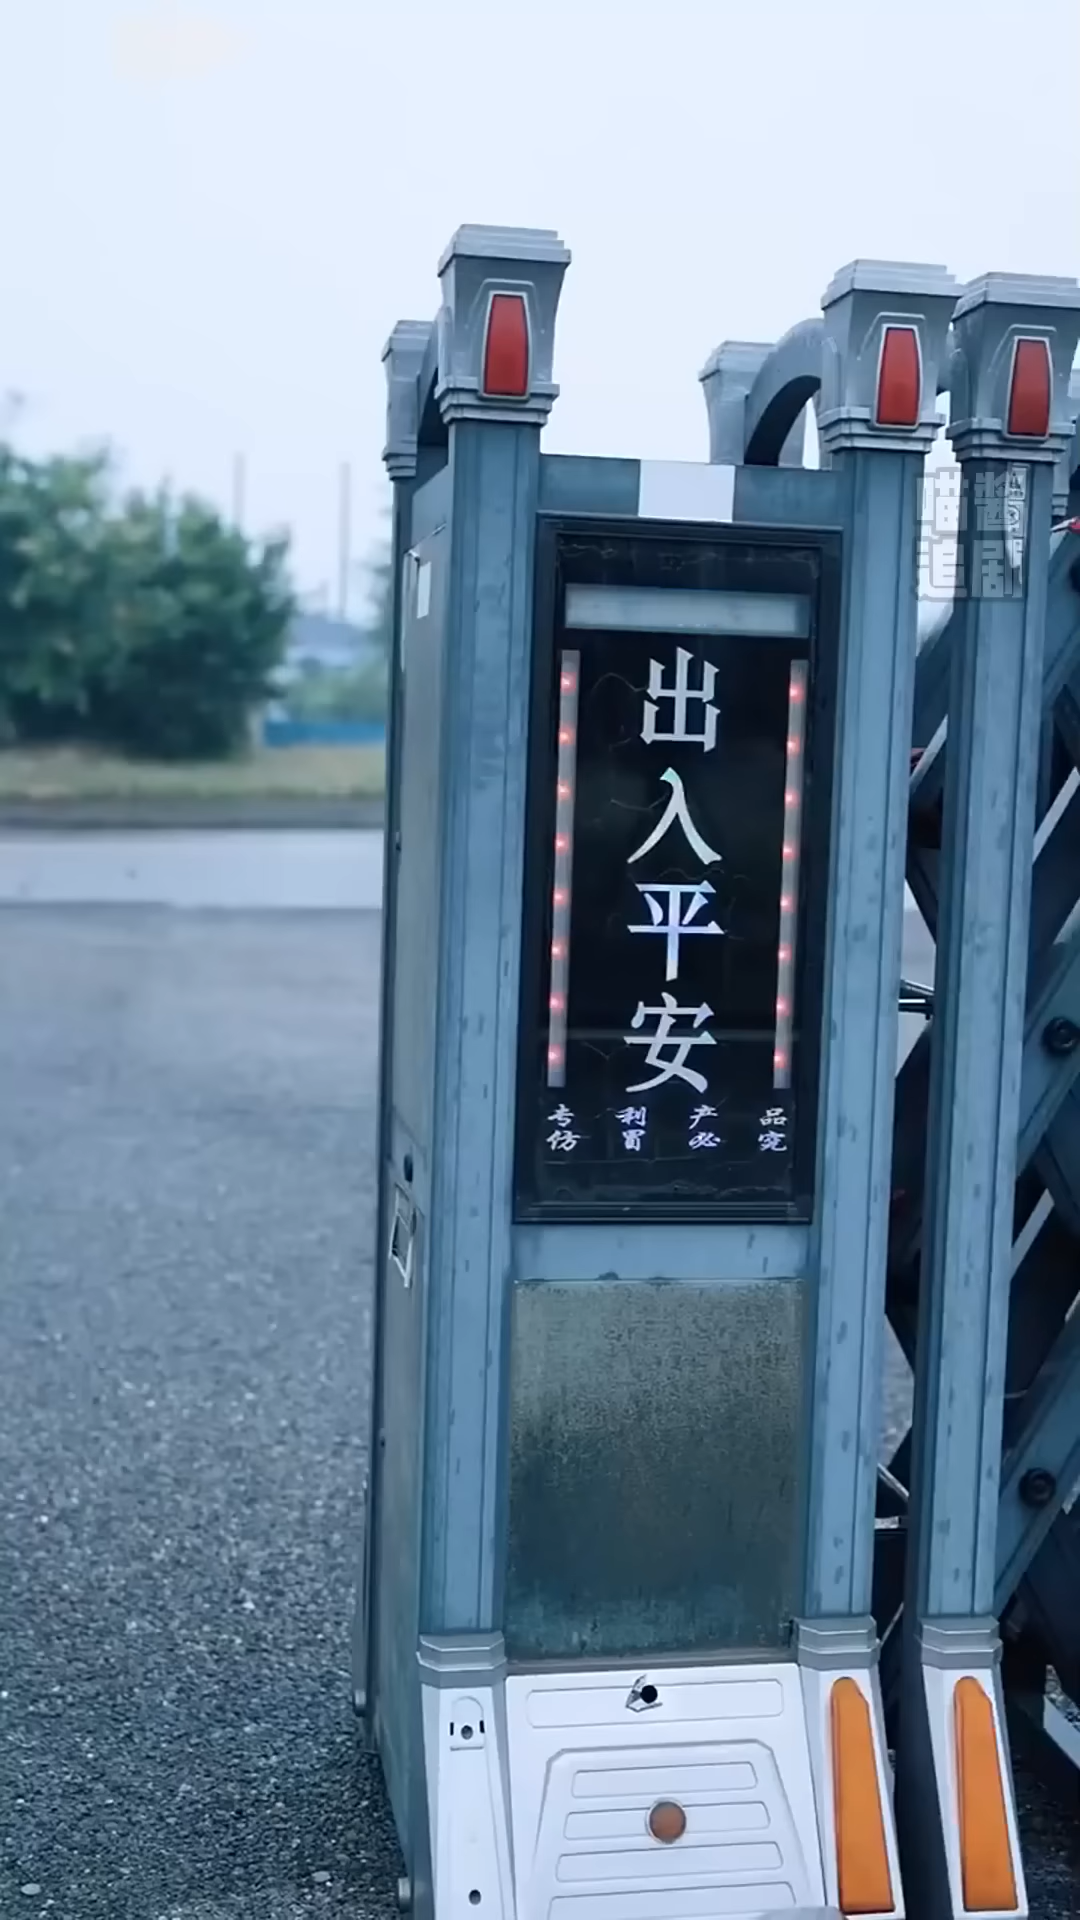 喵酱
追剧
出入平安
专利产品
仿冒必究